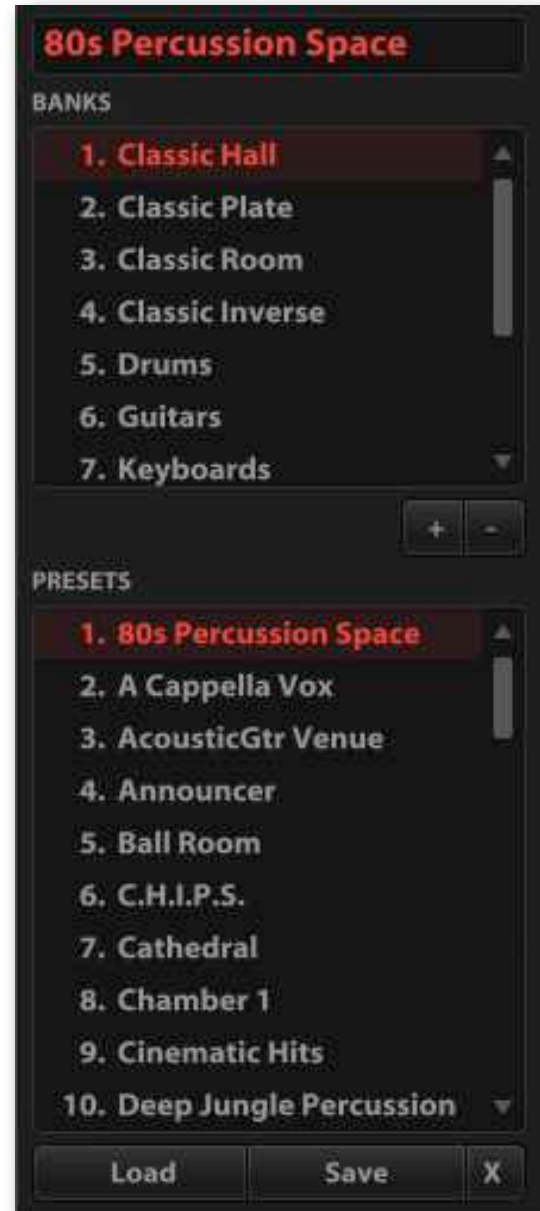 80s Percussion Space
BANKS
1. Classic Hall
2. Classic Plate
3. Classic Room
4. Classic Inverse
5. Drums
6. Guitars
7. Keyboards
+ -
PRESETS
1. 80s Percussion Space
2. A Cappella Vox
3. AcousticGtr Venue
4. Announcer
5. Ball Room
6. C.H.I.P.S.
7. Cathedral
8. Chamber 1
9. Cinematic Hits
10. Deep Jungle Percussion
Load Save X